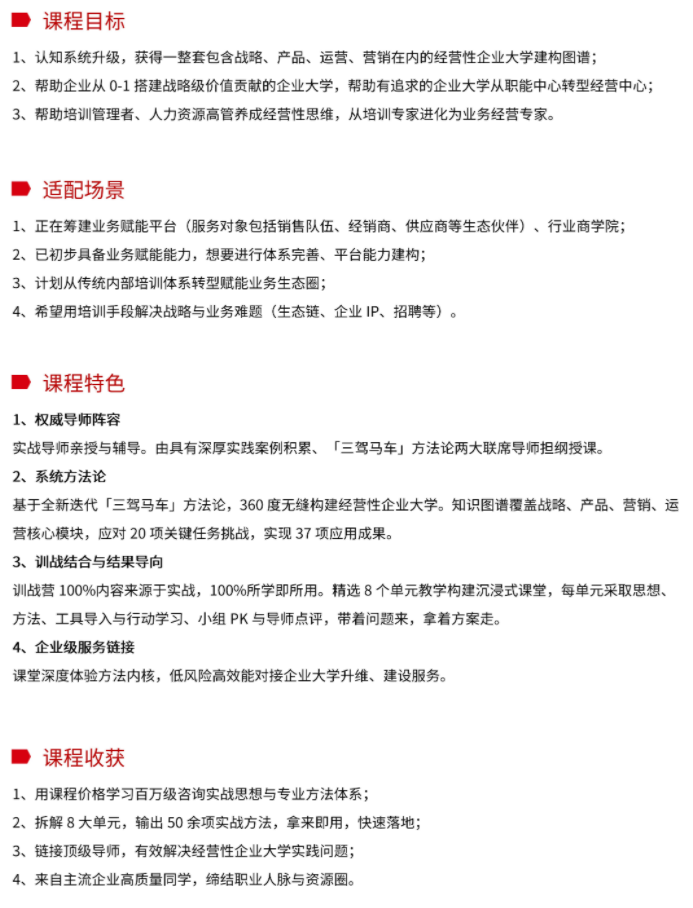 课程目标
1、认知系统升级，获得一整套包含战略、产品、运营、营销在内的经营性企业大学建构图谱；
2、帮助企业从 0-1 搭建战略级价值贡献的企业大学，帮助有追求的企业大学从职能中心转型经营中心；
3、帮助培训管理者、人力资源高管养成经营性思维，从培训专家进化为业务经营专家。
适配场景
1、正在筹建业务赋能平台（服务对象包括销售队伍、经销商、供应商等生态伙伴）、行业商学院；
2、已初步具备业务赋能能力，想要进行体系完善、平台能力建构；
3、计划从传统内部培训体系转型赋能业务生态圈；
4、希望用培训手段解决战略与业务难题（生态链、企业 IP、招聘等）。
课程特色
1、权威导师阵容
实战导师亲授与辅导。由具有深厚实践案例积累、「三驾马车」方法论两大联席导师担纲授课。
2、系统方法论
基于全新迭代「三驾马车」方法论，360 度无缝构建经营性企业大学。知识图谱覆盖战略、产品、营销、运
营核心模块，应对 20 项关键任务挑战，实现 37 项应用成果。
3、训战结合与结果导向
训战营 100%内容来源于实战，100%所学即所用。精选 8 个单元教学构建沉浸式课堂，每单元采取思想、
方法、工具导入与行动学习、小组 PK 与导师点评，带着问题来，拿着方案走。
4、企业级服务链接
课堂深度体验方法内核，低风险高效能对接企业大学升维、建设服务。
课程收获
1、用课程价格学习百万级咨询实战思想与专业方法体系；
2、拆解 8 大单元，输出 50 余项实战方法，拿来即用，快速落地；
3、链接顶级导师，有效解决经营性企业大学实践问题；
4、来自主流企业高质量同学，缔结职业人脉与资源圈。